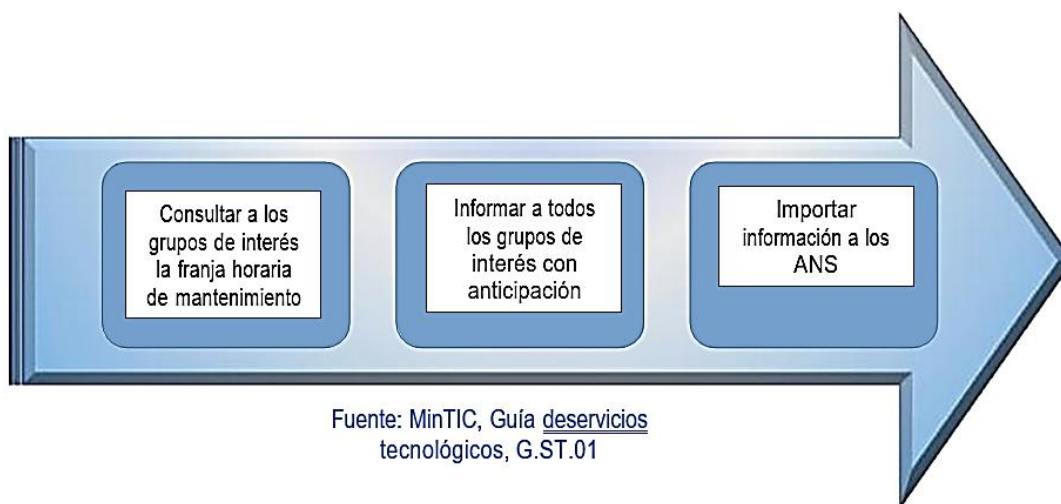 Consultar a los
grupos de interés
la franja horaria
de mantenimiento
Informar a todos
los grupos de
interés con
anticipación
Importar
información a los
ANS
Fuente: MinTIC, Guía deservicios
tecnológicos, G.ST.01